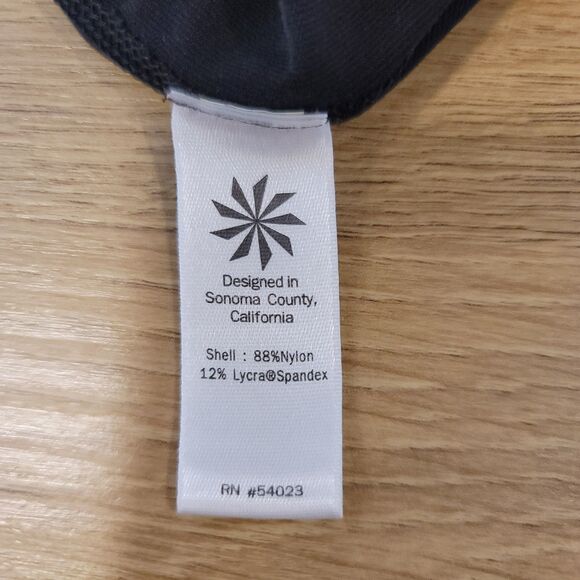 Designed in
Sonoma County,
California
Shell : 88%Nylon
12% Lycra®Spandex
RN #54023